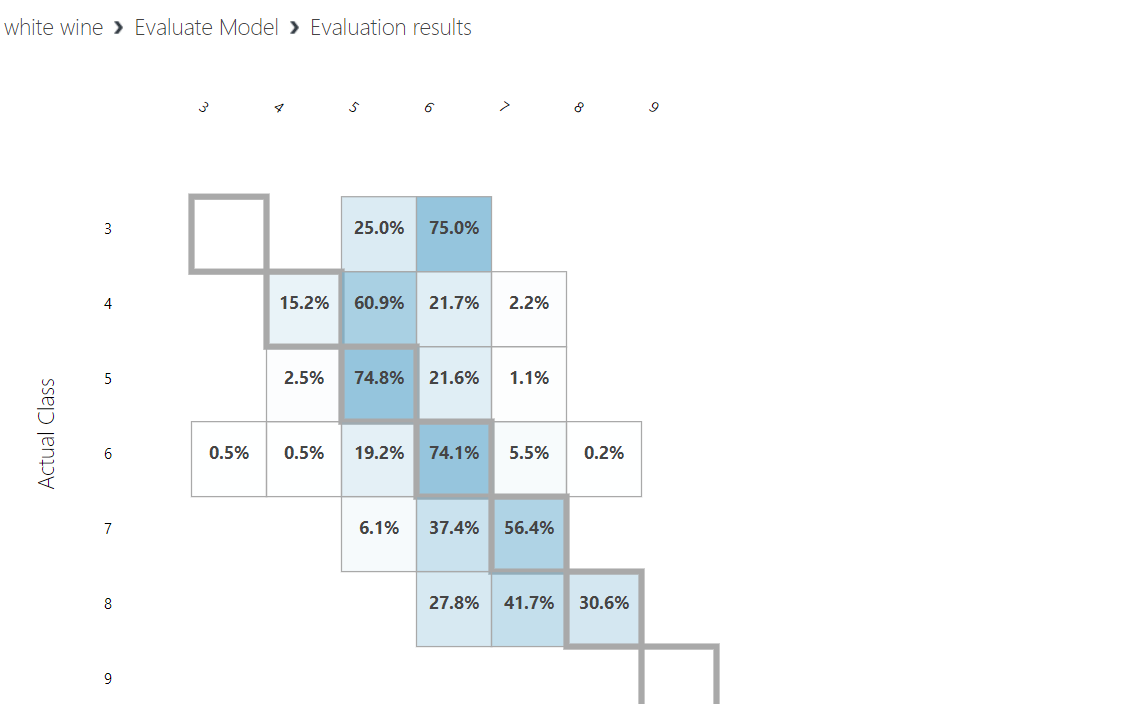 white wine ❯ Evaluate Model ❯ Evaluation results
3 4 5 6 7 8 9
3 25.0% 75.0%
4 15.2% 60.9% 21.7% 2.2%
5 2.5% 74.8% 21.6% 1.1%
Actual Class
6 0.5% 0.5% 19.2% 74.1% 5.5% 0.2%
7 6.1% 37.4% 56.4%
8 27.8% 41.7% 30.6%
9